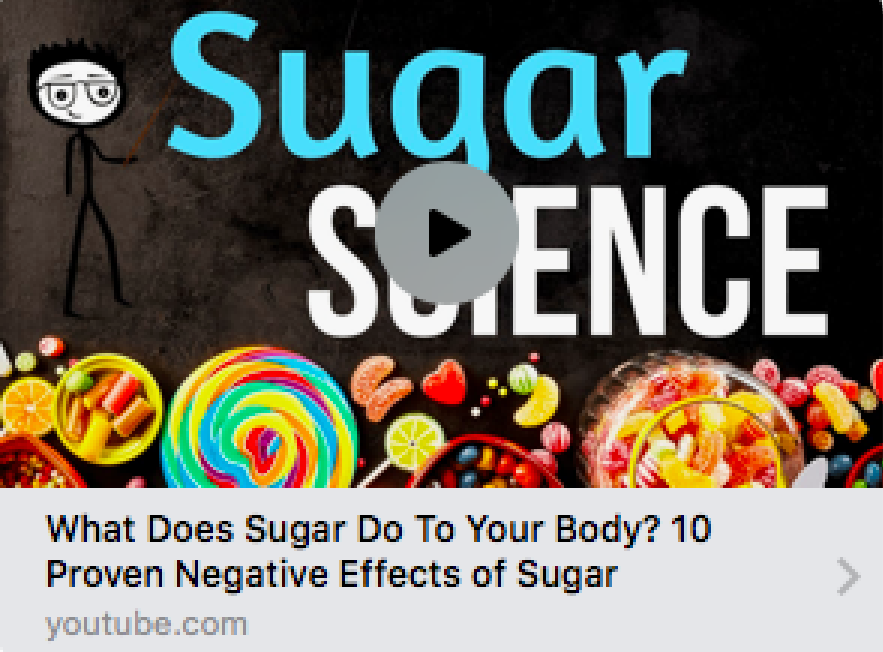 Sugar
SCIENCE
What Does Sugar Do To Your Body? 10
Proven Negative Effects of Sugar
youtube.com